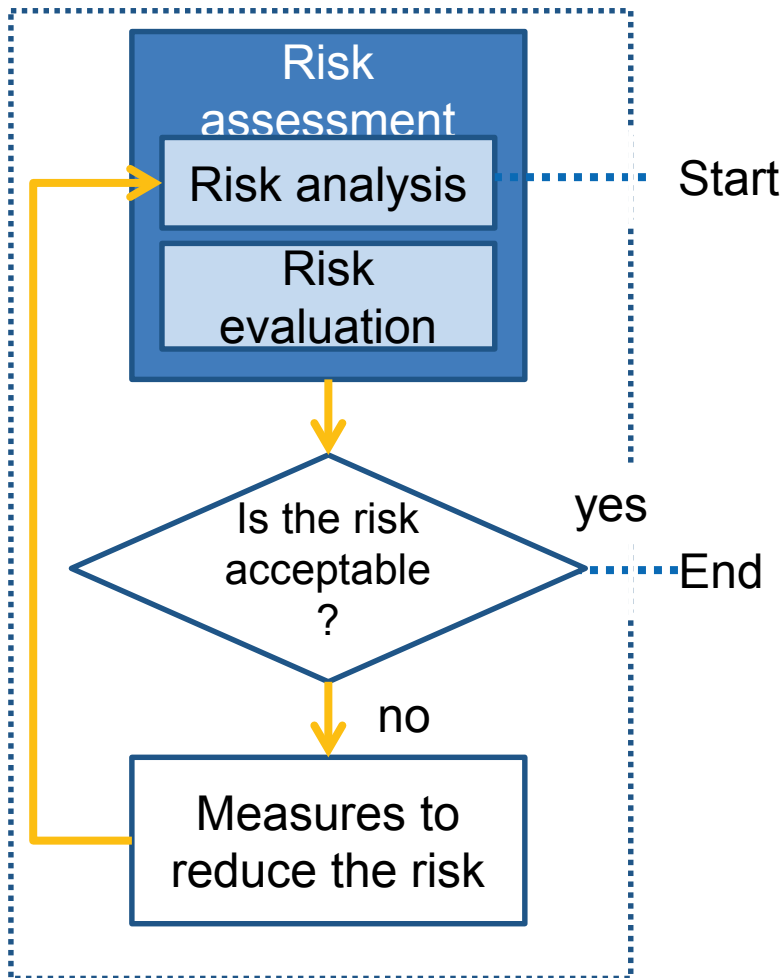 Risk
assessment
Risk analysis
Start
Risk
evaluation
Is the risk
acceptable
?
yes
End
no
Measures to
reduce the risk